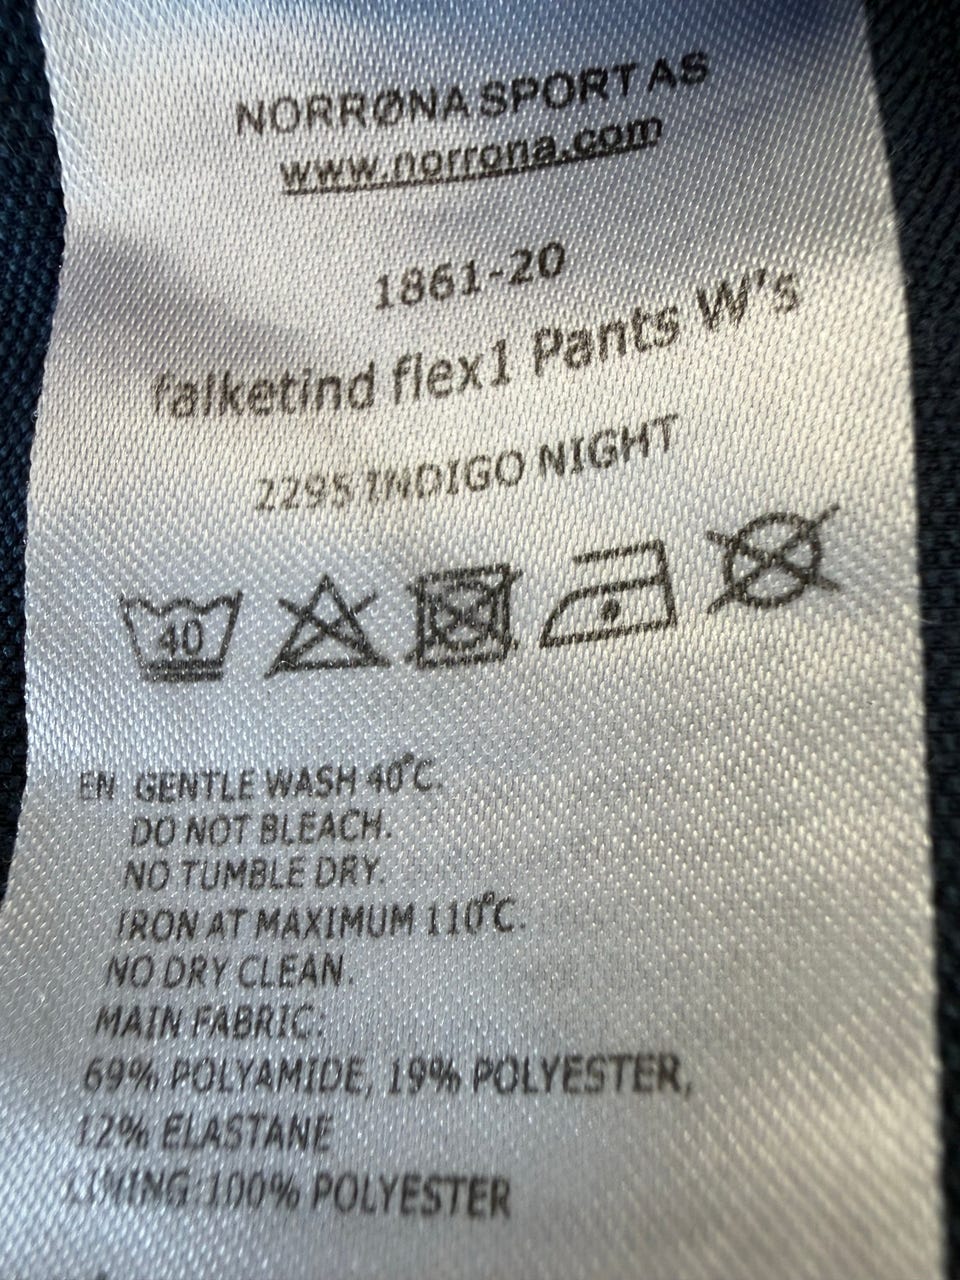 NORRØNA SPORT AS
www.norrona.com
1861-20
falketind flex1 Pants W's
2295 INDIGO NIGHT
40
EN GENTLE WASH 40°C.
DO NOT BLEACH.
NO TUMBLE DRY.
IRON AT MAXIMUM 110°C.
NO DRY CLEAN.
MAIN FABRIC:
69% POLYAMIDE, 19% POLYESTER,
12% ELASTANE
LINING:100% POLYESTER